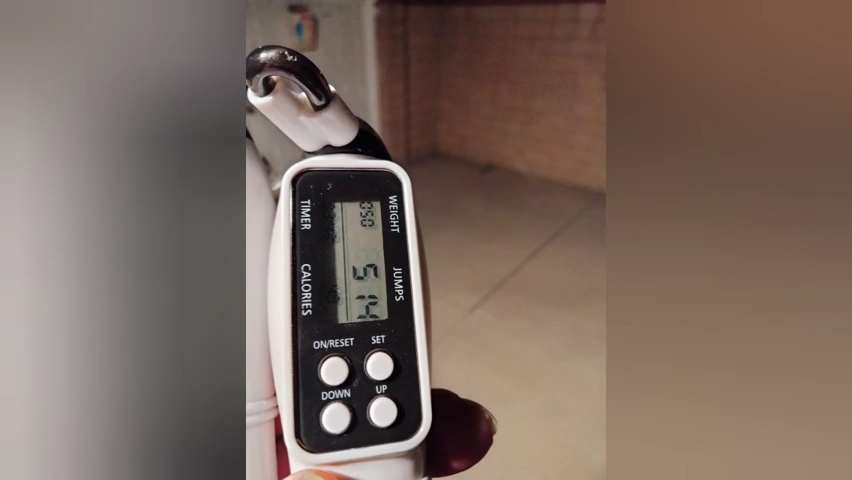 WEIGHT JUMPS
050
TIMER CALORIES
ON/RESET SET
DOWN UP